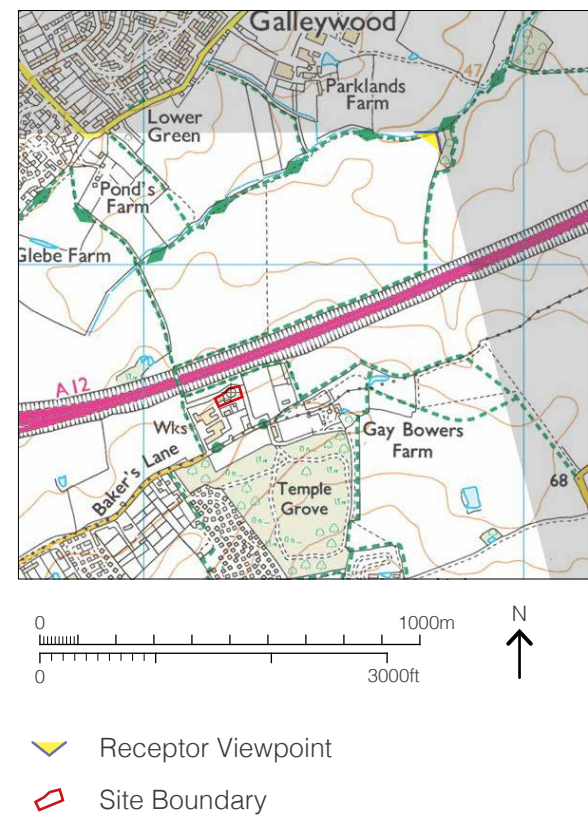 Galleywood
47
Parklands
Farm
Lower
Green
Pond's
Farm
Glebe Farm
A12
Wks
Gay Bowers
Farm
Baker's Lane
Temple
Grove
68
0 1000m
0 3000ft
N
Receptor Viewpoint
Site Boundary